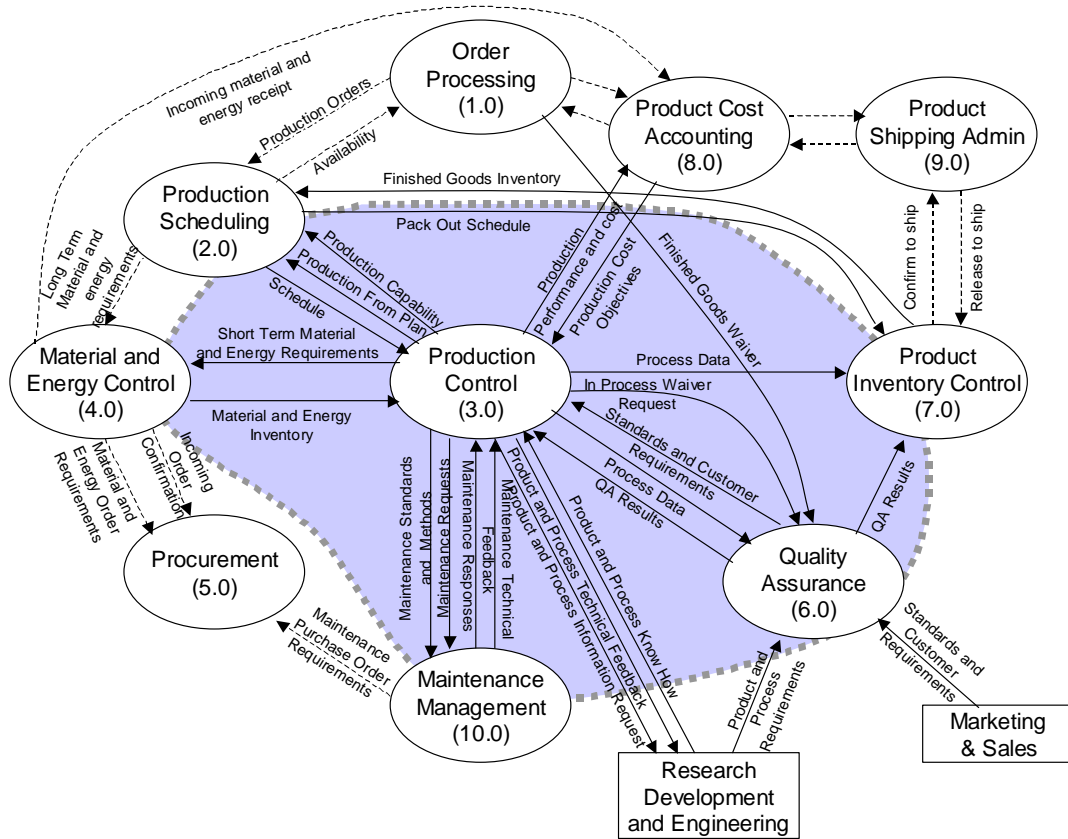 Order
Processing
(1.0)
Product Cost
Accounting
(8.0)
Product
Shipping Admin
(9.0)
Incoming material and
energy receipt
Production Orders
Availability
Production
Scheduling
(2.0)
Finished Goods Inventory
Pack Out Schedule
Long Term
Material and
energy
requirements
Production Capability
Production From Plan
Schedule
Production
Performance and cost
Production Cost
Objectives
Finished Goods Waiver
Confirm to ship
Release to ship
Material and
Energy Control
(4.0)
Short Term Material
and Energy Requirements
Material and Energy
Inventory
Production
Control
(3.0)
Process Data
In Process Waiver
Request
Product
Inventory Control
(7.0)
Standards and Customer
Requirements
Process Data
QA Results
QA Results
Material and
Energy Order
Requirements
Incoming
Order
Confirmation
Procurement
(5.0)
Maintenance Standards
and Methods
Maintenance Requests
Maintenance Responses
Feedback
Maintenance Technical
Product and Process Know How
Product and Process Technical Feedback
Product and Process Information Request
Quality
Assurance
(6.0)
Maintenance
Purchase Order
Requirements
Maintenance
Management
(10.0)
Product and
Process
Requirements
Standards and
Customer
Requirements
Marketing
& Sales
Research
Development
and Engineering